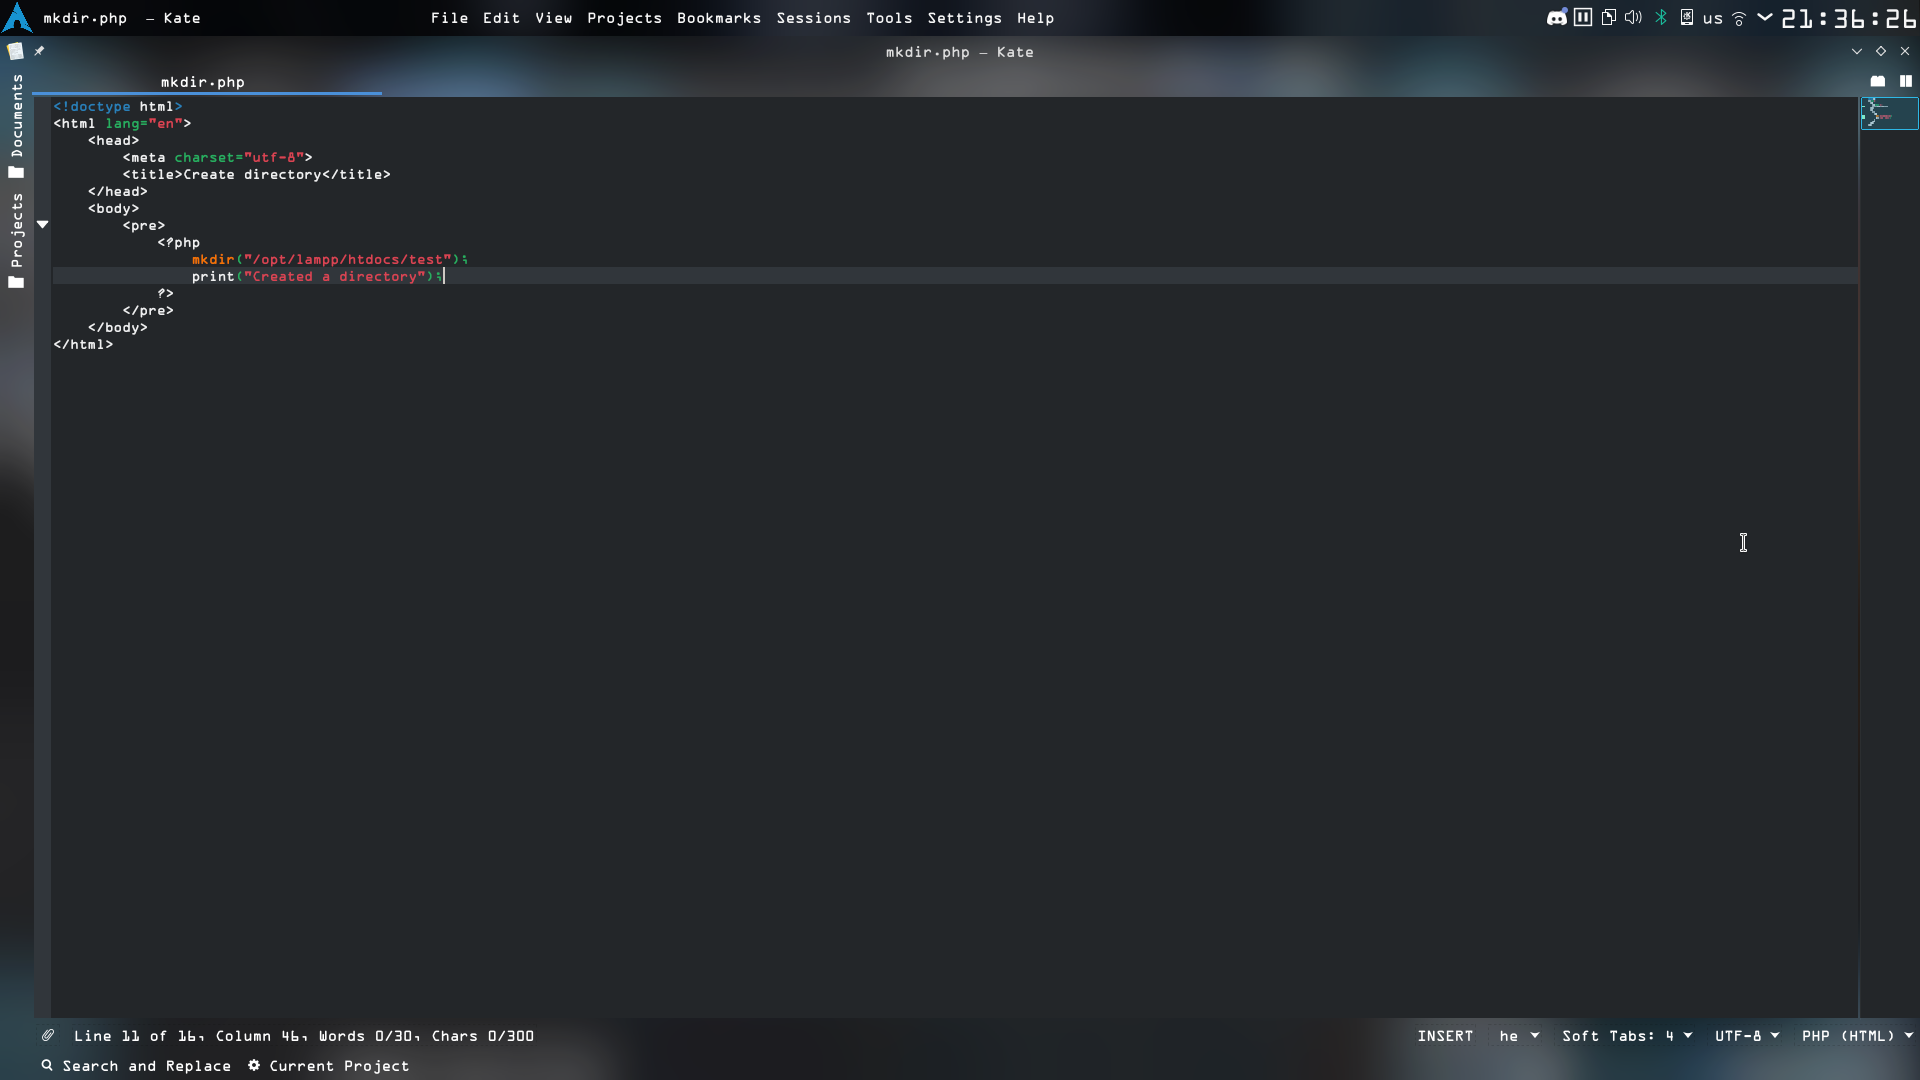 mkdir.php – Kate
File Edit View Projects Bookmarks Sessions Tools Settings Help
us 21:36:26
mkdir.php – Kate
Documents
Projects
mkdir.php
<!doctype html>
<html lang="en">
<head>
<meta charset="utf-8">
<title>Create directory</title>
</head>
<body>
<pre>
<?php
mkdir("/opt/lampp/htdocs/test");
print("Created a directory");
?>
</pre>
</body>
</html>
Line 11 of 16, Column 46, Words 0/30, Chars 0/300
INSERT he Soft Tabs: 4 UTF-8 PHP (HTML)
Search and Replace Current Project